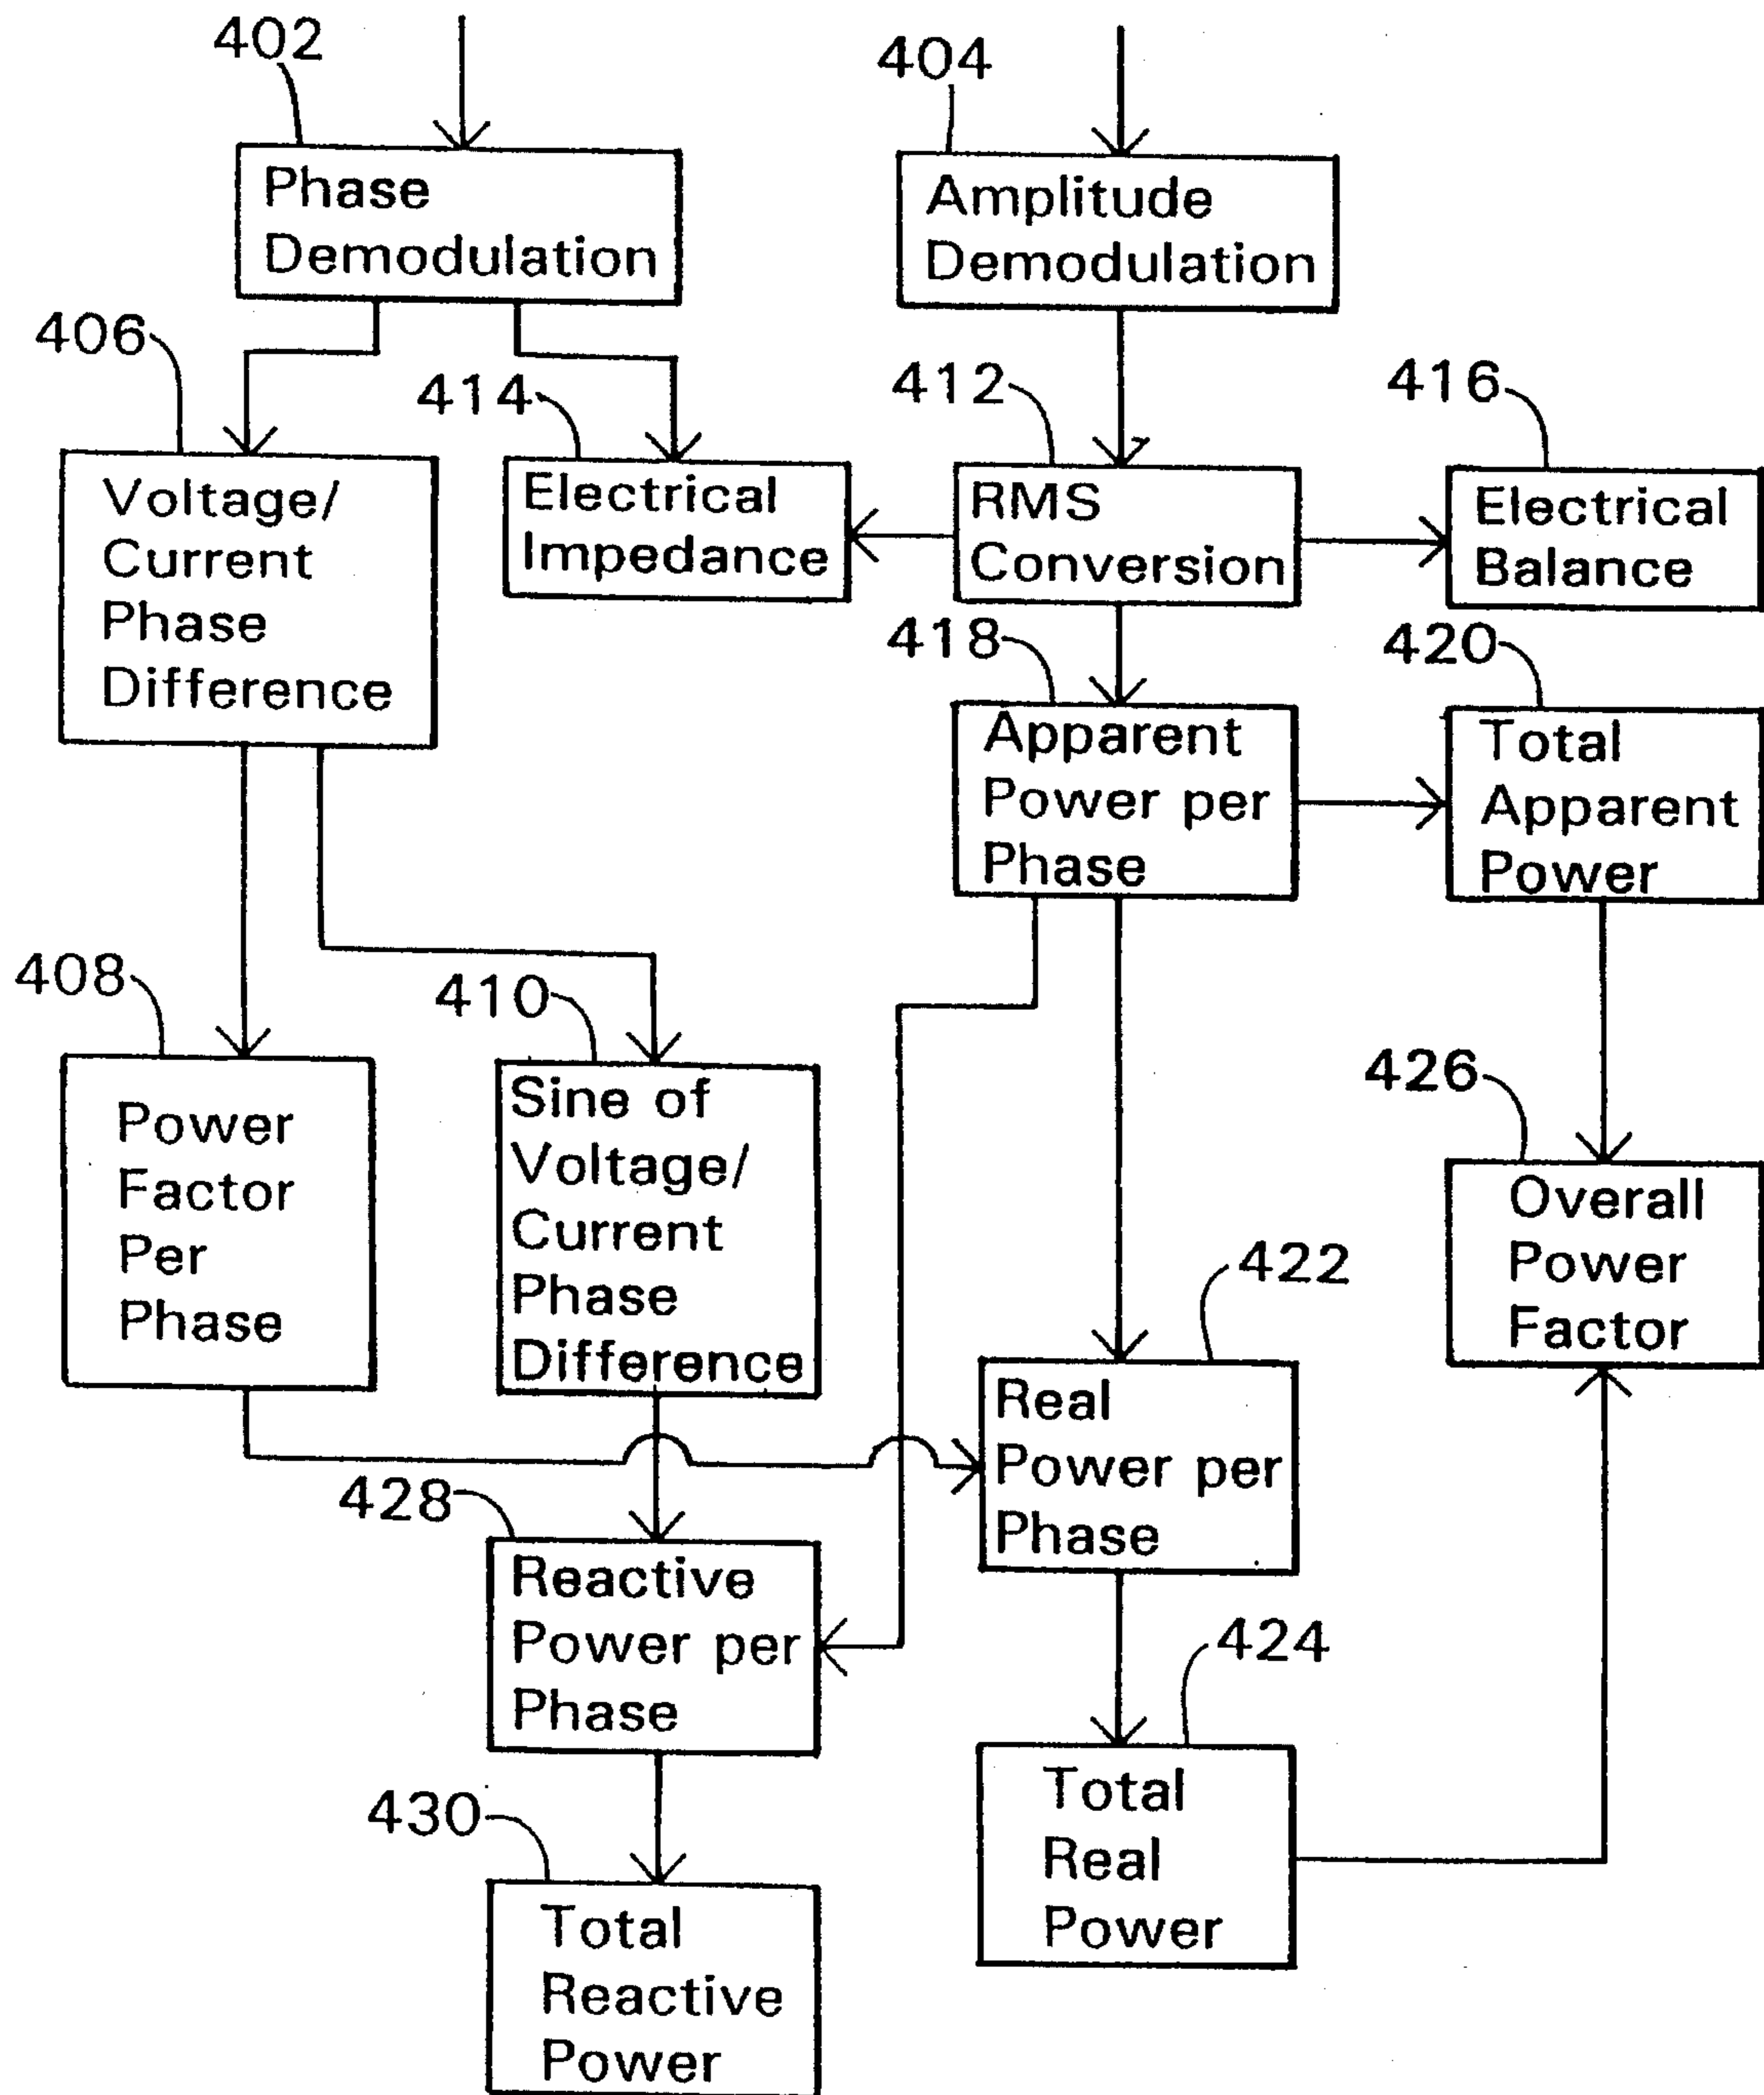 402
404
Phase
Demodulation
Amplitude
Demodulation
406
414
412
416
Voltage/
Current
Phase
Difference
Electrical
Impedance
RMS
Conversion
Electrical
Balance
418
420
Apparent
Power per
Phase
Total
Apparent
Power
408
410
426
Power
Factor
Per
Phase
Sine of
Voltage/
Current
Phase
Difference
422
Overall
Power
Factor
Real
Power per
Phase
428
Reactive
Power per
Phase
424
Total
Real
Power
430
Total
Reactive
Power